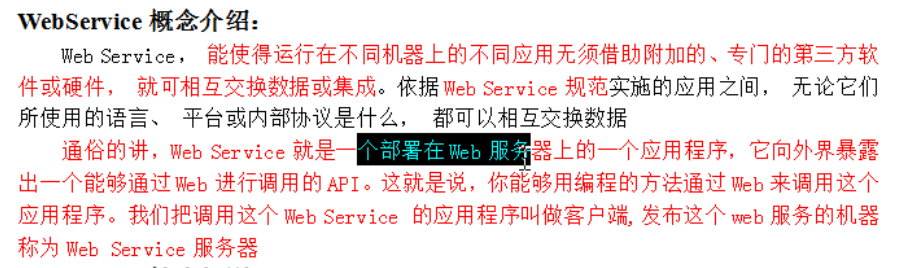 WebService 概念介绍：
Web Service， 能使得运行在不同机器上的不同应用无须借助附加的、专门的第三方软
件或硬件， 就可相互交换数据或集成。依据 Web Service 规范实施的应用之间， 无论它们
所使用的语言、 平台或内部协议是什么， 都可以相互交换数据
通俗的讲，Web Service 就是一个部署在 Web 服务器上的一个应用程序，它向外界暴露
出一个能够通过 Web 进行调用的 API。这就是说，你能够用编程的方法通过 Web 来调用这个
应用程序。我们把调用这个 Web Service 的应用程序叫做客户端,发布这个 web 服务的机器
称为 Web Service 服务器